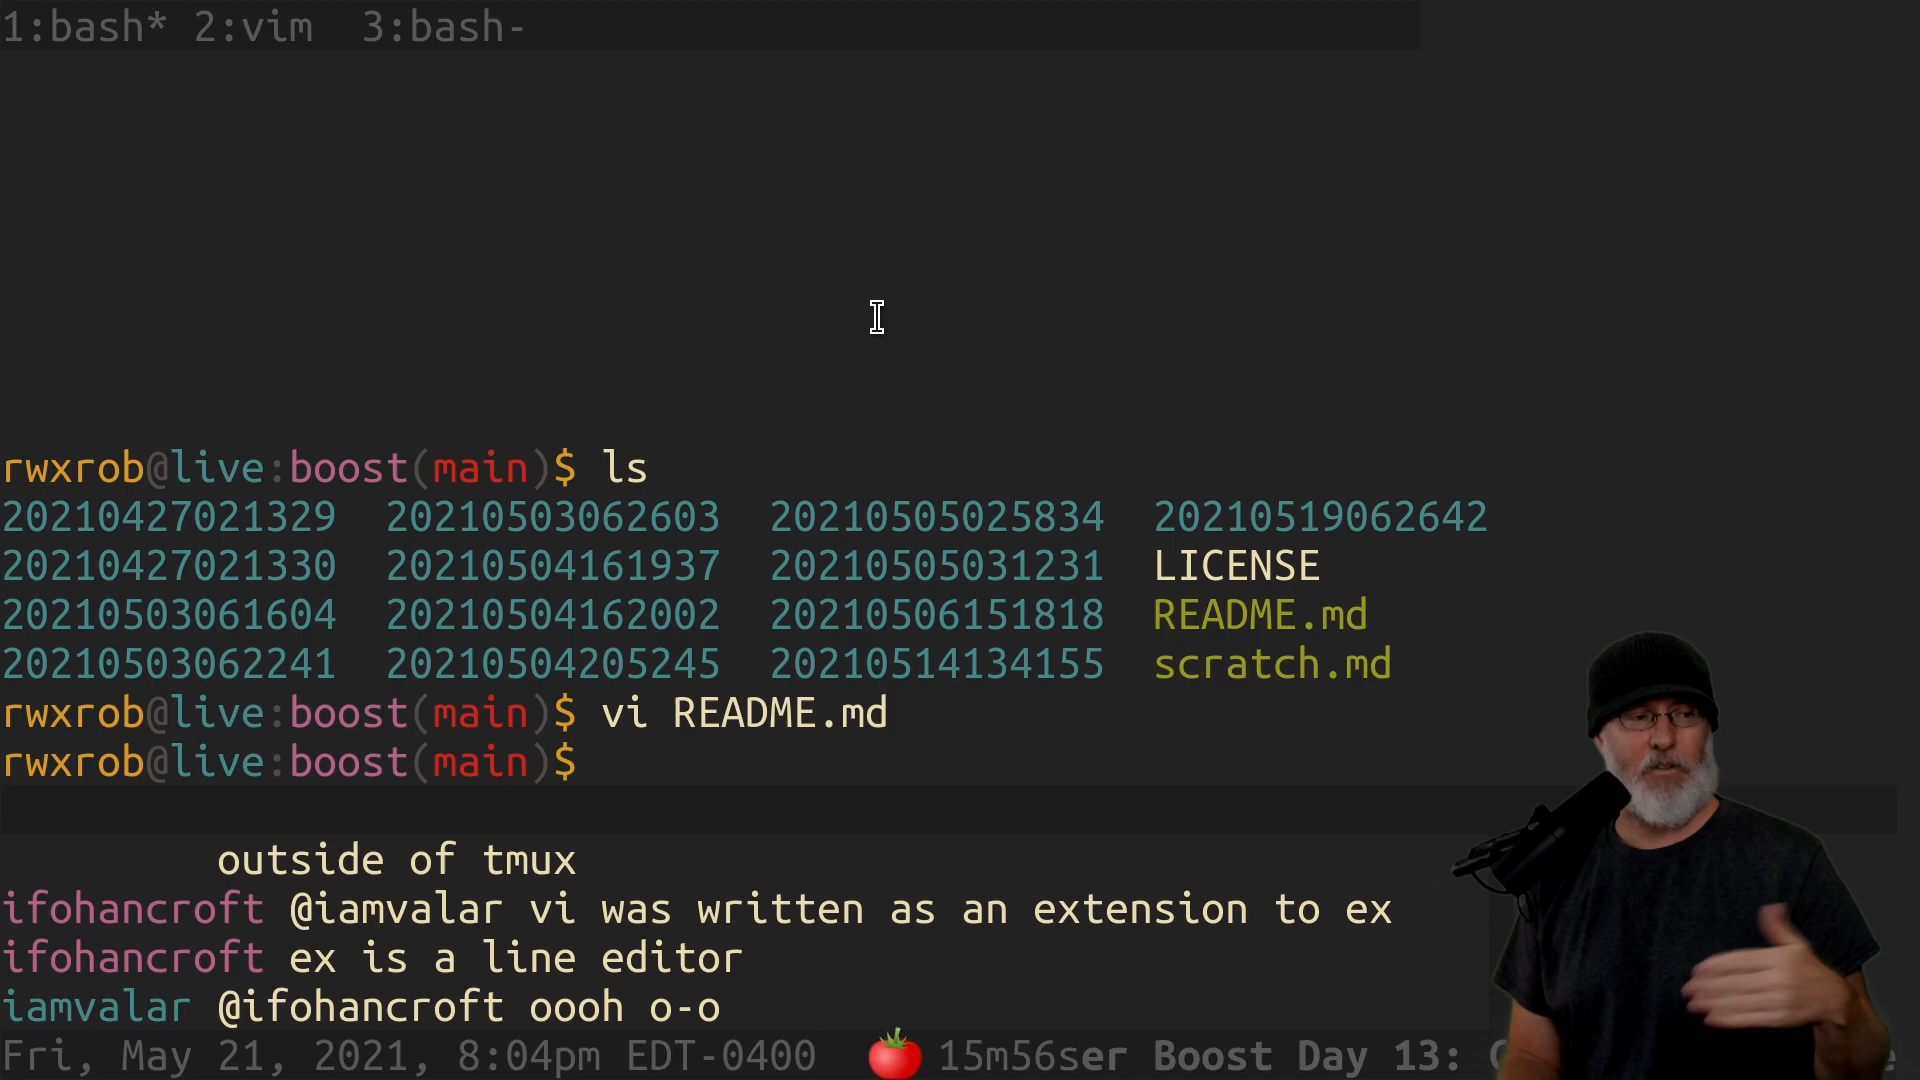 1:bash* 2:vim  3:bash-
rwxrob@live:boost(main)$ ls
20210427021329  20210503062603  20210505025834  20210519062642
20210427021330  20210504161937  20210505031231  LICENSE
20210503061604  20210504162002  20210506151818  README.md
20210503062241  20210504205245  20210514134155  scratch.md
rwxrob@live:boost(main)$ vi README.md
rwxrob@live:boost(main)$
outside of tmux
ifohancroft @iamvalar vi was written as an extension to ex
ifohancroft ex is a line editor
iamvalar @ifohancroft oooh o-o
Fri, May 21, 2021, 8:04pm EDT-0400 🍅 15m56ser Boost Day 13: